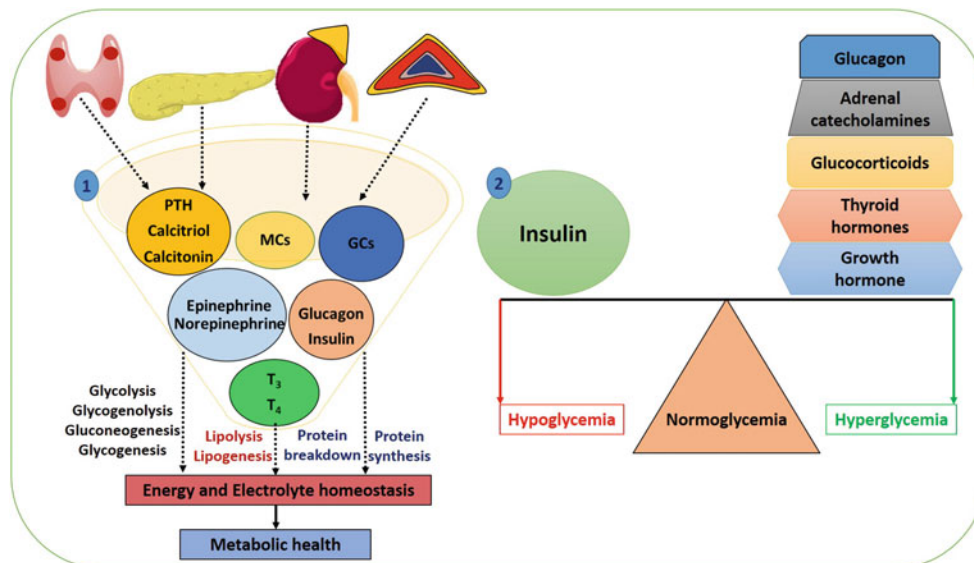 1
PTH
Calcitriol
Calcitonin
MCs
GCs
Epinephrine
Norepinephrine
Glucagon
Insulin
T₃
T₄
Glycolysis
Glycogenolysis
Gluconeogenesis
Glycogenesis
Lipolysis
Lipogenesis
Protein
breakdown
Protein
synthesis
Energy and Electrolyte homeostasis
Metabolic health
2
Insulin
Glucagon
Adrenal
catecholamines
Glucocorticoids
Thyroid
hormones
Growth
hormone
Hypoglycemia
Normoglycemia
Hyperglycemia